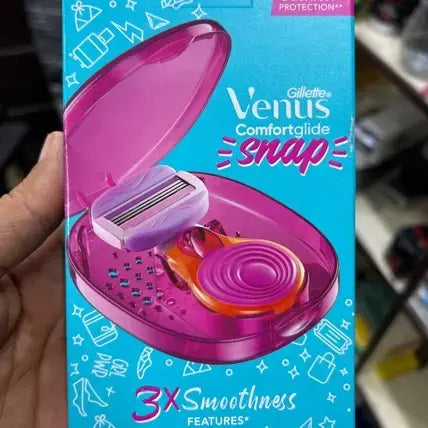 PROTECTION**
Gillette®
Venus
Comfortglide
snap
3X Smoothness
FEATURES*